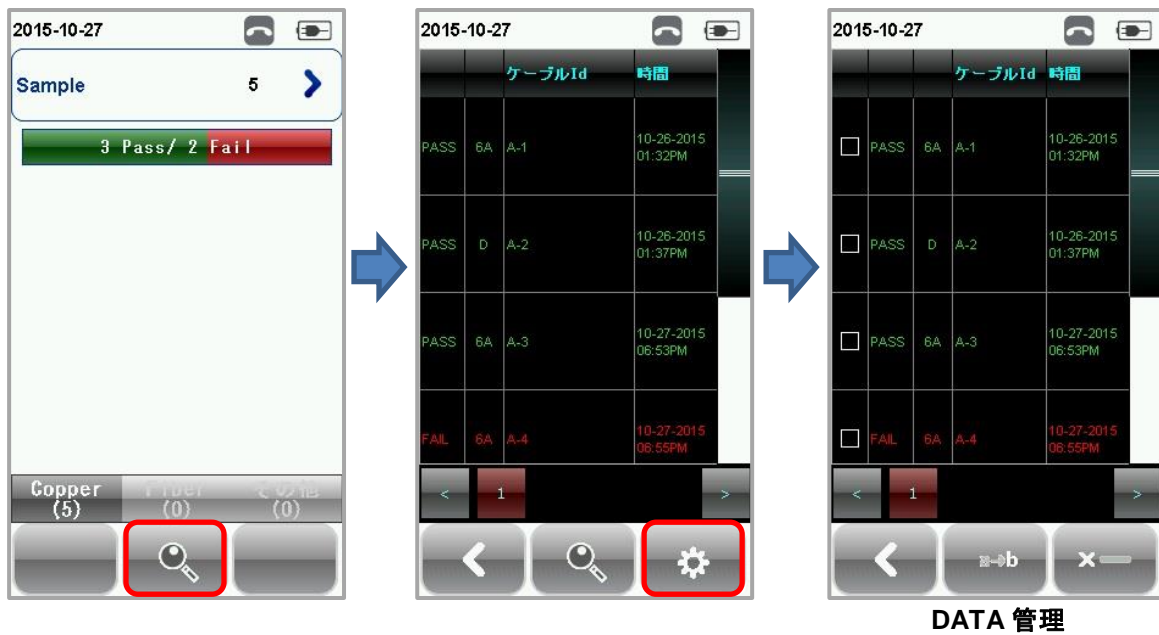 2015-10-27
Sample 5
3 Pass/ 2 Fail
Copper Fiber その他
(5) (0) (0)
2015-10-27
ケーブルId 時間
PASS 6A A-1 10-26-2015
01:32PM
PASS D A-2 10-26-2015
01:37PM
PASS 6A A-3 10-27-2015
06:53PM
FAIL 6A A-4 10-27-2015
06:55PM
< 1 >
2015-10-27
ケーブルId 時間
PASS 6A A-1 10-26-2015
01:32PM
PASS D A-2 10-26-2015
01:37PM
PASS 6A A-3 10-27-2015
06:53PM
FAIL 6A A-4 10-27-2015
06:55PM
< 1 >
DATA 管理